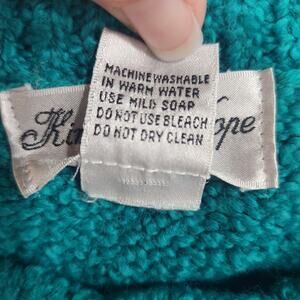 MACHINE WASHABLE
IN WARM WATER
USE MILD SOAP
DO NOT USE BLEACH
DO NOT DRY CLEAN